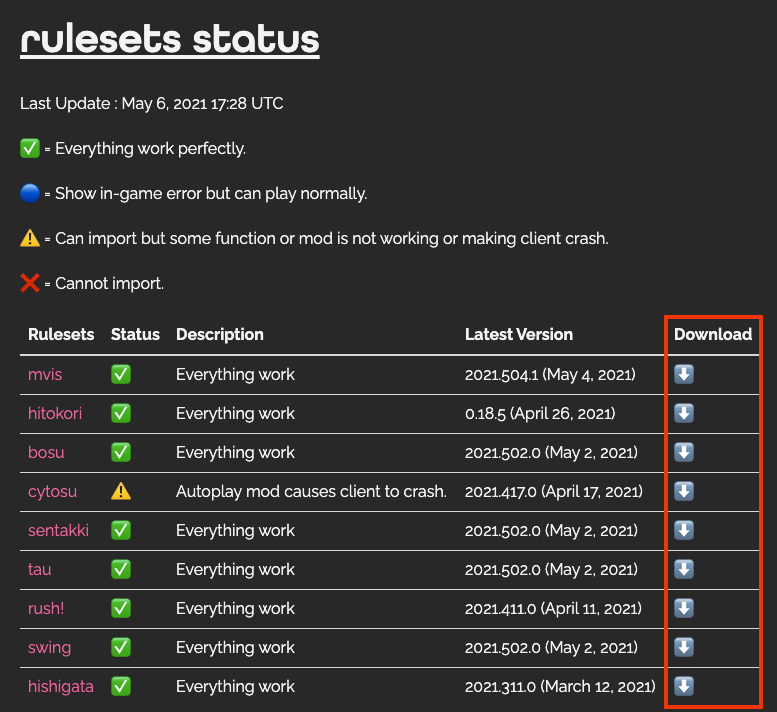 rulesets status
Last Update : May 6, 2021 17:28 UTC
✅ = Everything work perfectly.
🔵 = Show in-game error but can play normally.
⚠️ = Can import but some function or mod is not working or making client crash.
❌ = Cannot import.
Rulesets Status Description Latest Version Download
mvis ✅ Everything work 2021.504.1 (May 4, 2021) ⬇️
hitokori ✅ Everything work 0.18.5 (April 26, 2021) ⬇️
bosu ✅ Everything work 2021.502.0 (May 2, 2021) ⬇️
cytosu ⚠️ Autoplay mod causes client to crash. 2021.417.0 (April 17, 2021) ⬇️
sentakki ✅ Everything work 2021.502.0 (May 2, 2021) ⬇️
tau ✅ Everything work 2021.502.0 (May 2, 2021) ⬇️
rush! ✅ Everything work 2021.411.0 (April 11, 2021) ⬇️
swing ✅ Everything work 2021.502.0 (May 2, 2021) ⬇️
hishigata ✅ Everything work 2021.311.0 (March 12, 2021) ⬇️